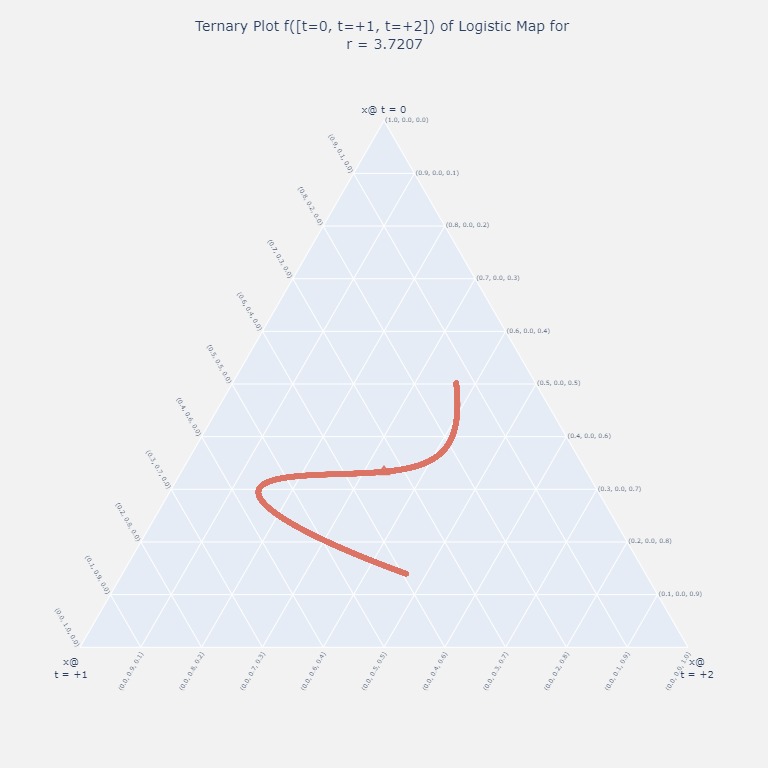 Ternary Plot f([t=0, t=+1, t=+2]) of Logistic Map for
r = 3.7207
x@ t = 0
(1.0, 0.0, 0.0)
(0.9, 0.1, 0.0)
(0.9, 0.0, 0.1)
(0.8, 0.2, 0.0)
(0.8, 0.0, 0.2)
(0.7, 0.3, 0.0)
(0.7, 0.0, 0.3)
(0.6, 0.4, 0.0)
(0.6, 0.0, 0.4)
(0.5, 0.5, 0.0)
(0.5, 0.0, 0.5)
(0.4, 0.6, 0.0)
(0.4, 0.0, 0.6)
(0.3, 0.7, 0.0)
(0.3, 0.0, 0.7)
(0.2, 0.8, 0.0)
(0.2, 0.0, 0.8)
(0.1, 0.9, 0.0)
(0.1, 0.0, 0.9)
(0.0, 1.0, 0.0)
x@
t = +1
(0.0, 0.9, 0.1)
(0.0, 0.8, 0.2)
(0.0, 0.7, 0.3)
(0.0, 0.6, 0.4)
(0.0, 0.5, 0.5)
(0.0, 0.4, 0.6)
(0.0, 0.3, 0.7)
(0.0, 0.2, 0.8)
(0.0, 0.1, 0.9)
(0.0, 0.0, 1.0)
x@
t = +2